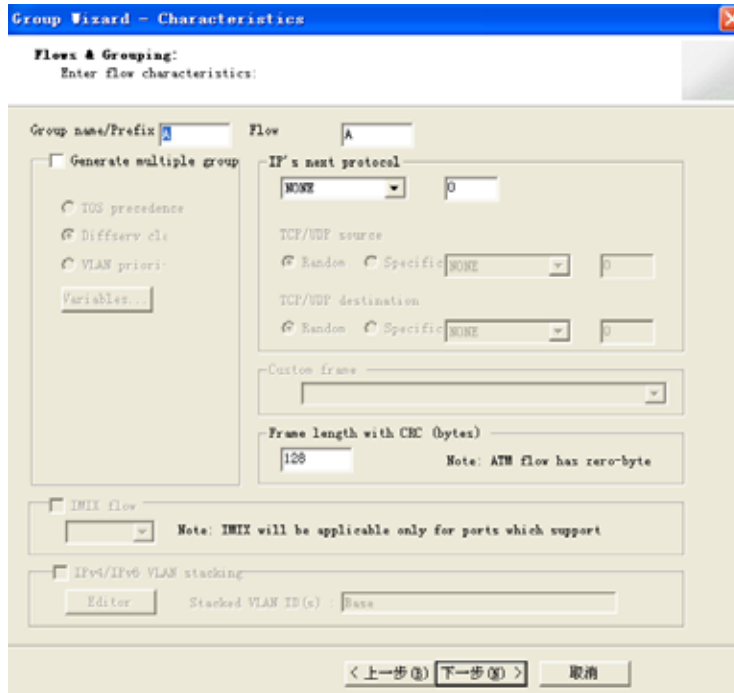 Group Wizard - Characteristics
Flows & Grouping:
Enter flow characteristics:
Group name/Prefix A Flow A
Generate multiple group
IP's next protocol
NONE 0
TOS precedence
Diffserv cl
TCP/UDP source
VLAN priori
Random Specific NONE 0
Variables...
TCP/UDP destination
Random Specific NONE 0
Custom frame
Frame length with CRC (bytes)
128 Note: ATM flow has zero-byte
IMIX flow
Note: IMIX will be applicable only for ports which support
IPv4/IPv6 VLAN stacking
Editor Stacked VLAN ID(s) : Base
< 上一步(B) 下一步(N) > 取消